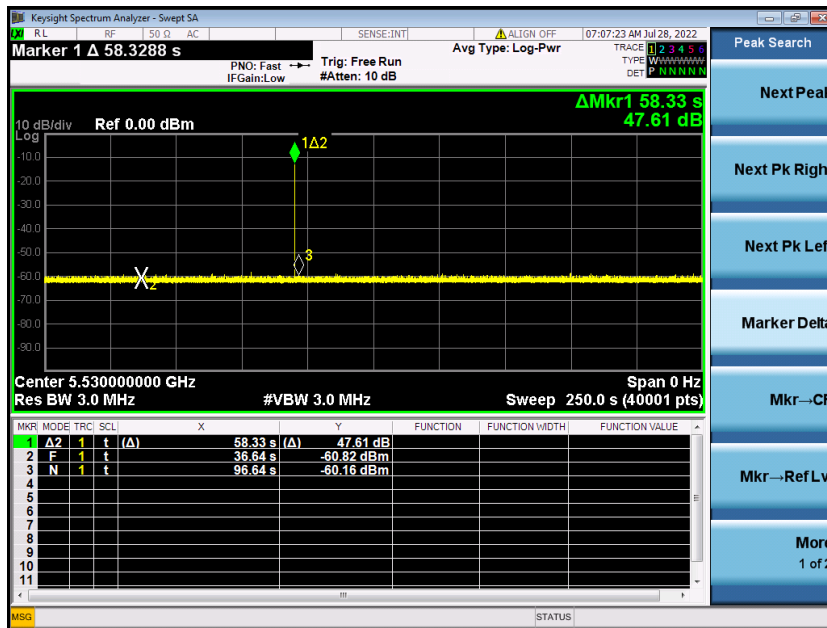 Keysight Spectrum Analyzer - Swept SA
LXI RL RF 50 Ω AC SENSE:INT ALIGN OFF 07:07:23 AM Jul 28, 2022
Marker 1 Δ 58.3288 s
PNO: Fast
IFGain:Low
Trig: Free Run
#Atten: 10 dB
Avg Type: Log-Pwr
TRACE 1 2 3 4 5 6
TYPE WWWWWW
DET P N N N N N
ΔMkr1 58.33 s
47.61 dB
10 dB/div Ref 0.00 dBm
Log
1Δ2
-10.0
-20.0
-30.0
-40.0
-50.0
3
-60.0
2
-70.0
-80.0
-90.0
Center 5.530000000 GHz Span 0 Hz
Res BW 3.0 MHz #VBW 3.0 MHz Sweep 250.0 s (40001 pts)
MKR MODE TRC SCL X Y FUNCTION FUNCTION WIDTH FUNCTION VALUE
1 Δ2 1 t (Δ) 58.33 s (Δ) 47.61 dB
2 F 1 t 36.64 s -60.82 dBm
3 N 1 t 96.64 s -60.16 dBm
4
5
6
7
8
9
10
11
MSG STATUS
Peak Search
Next Peak
Next Pk Righ
Next Pk Lef
Marker Delta
Mkr→CF
Mkr→Ref Lv
More
1 of 2